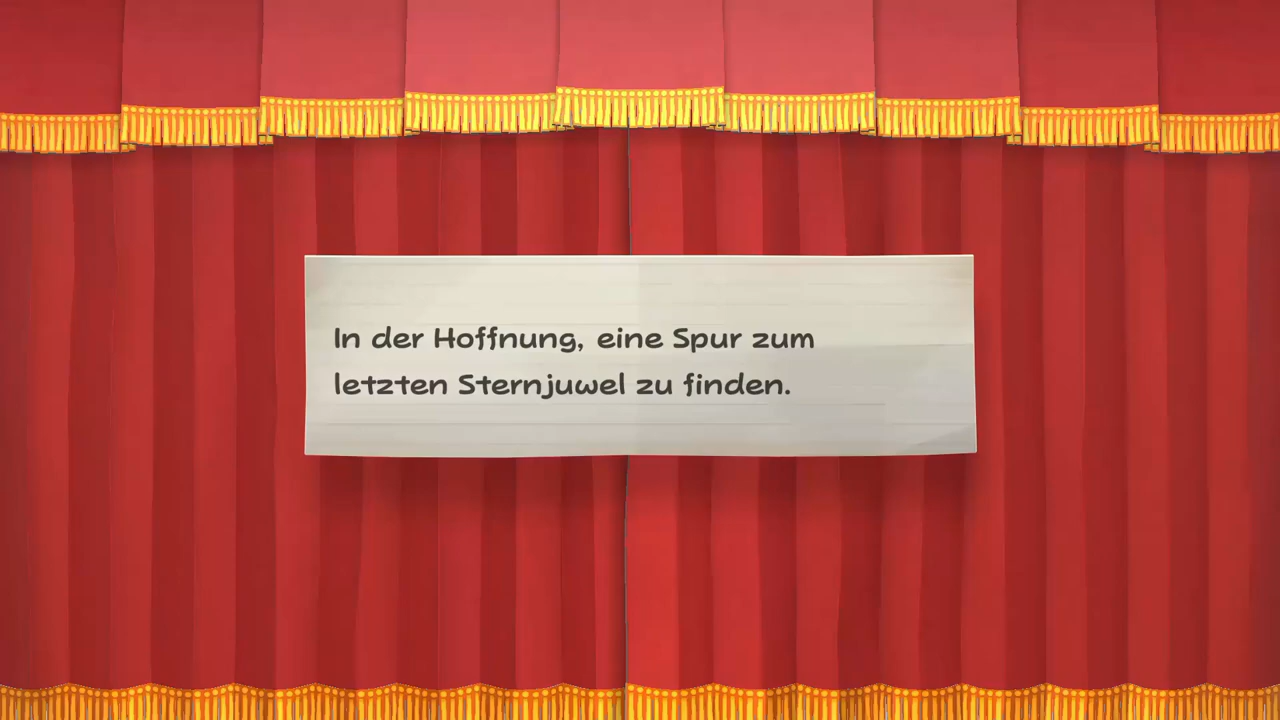 In der Hoffnung, eine Spur zum
letzten Sternjuwel zu finden.